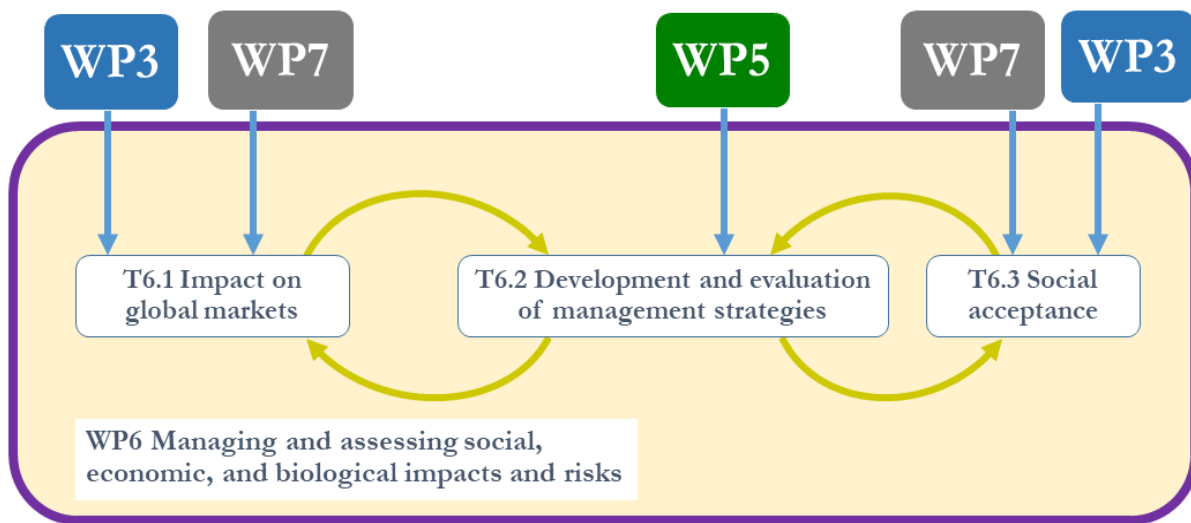 WP3
WP7
WP5
WP7
WP3
T6.1 Impact on
global markets
T6.2 Development and evaluation
of management strategies
T6.3 Social
acceptance
WP6 Managing and assessing social,
economic, and biological impacts and risks